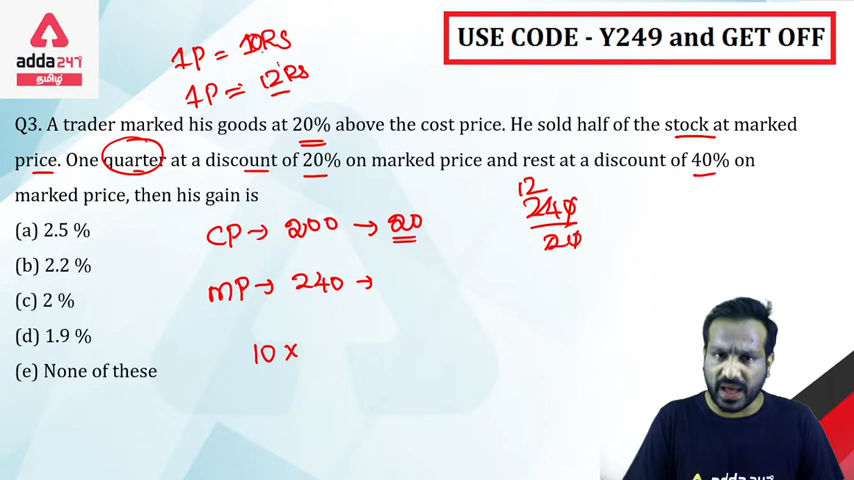 adda247
தமிழ்
USE CODE - Y249 and GET OFF
1P = 10RS
1P = 12RS
Q3. A trader marked his goods at 20% above the cost price. He sold half of the stock at marked
price. One quarter at a discount of 20% on marked price and rest at a discount of 40% on
marked price, then his gain is
(a) 2.5 %
(b) 2.2 %
(c) 2 %
(d) 1.9 %
(e) None of these
CP → 200 → 20
MP → 240 →
10 ×
12
240
20
adda247